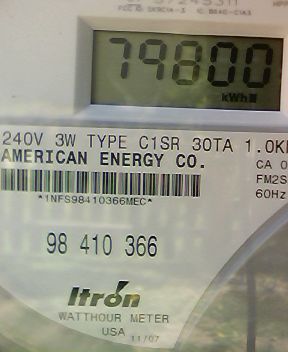 79800
kWh
240V 3W TYPE C1SR 30TA 1.0K
AMERICAN ENERGY CO.
CA 0
FM2S
60Hz
*1NFS98410366MEC*
98 410 366
Itron
WATTHOUR METER
USA 11/07